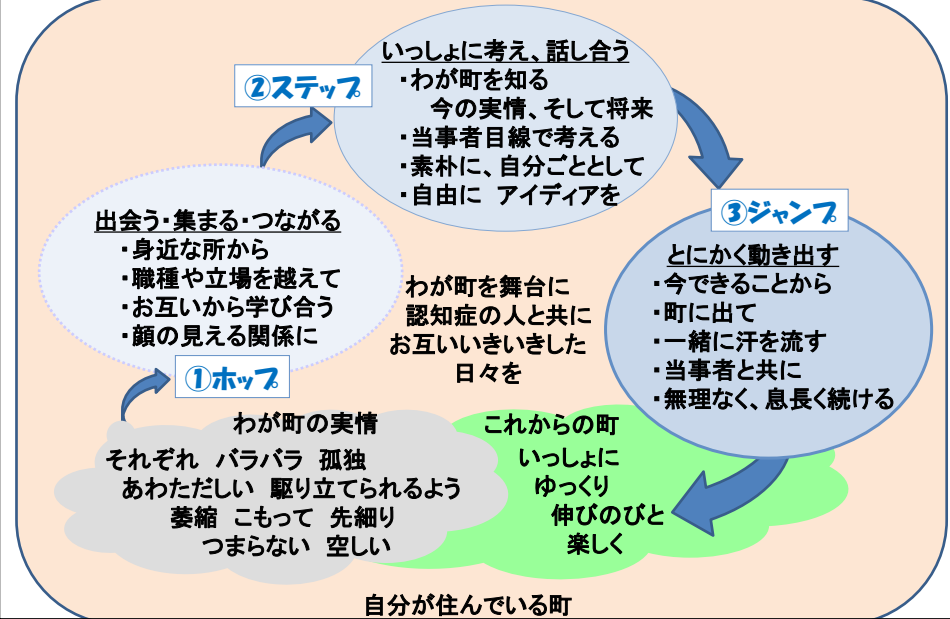 ②ステップ
いっしょに考え、話し合う
・わが町を知る
今の実情、そして将来
・当事者目線で考える
・素朴に、自分ごととして
・自由に アイディアを
出会う・集まる・つながる
・身近な所から
・職種や立場を越えて
・お互いから学び合う
・顔の見える関係に
①ホップ
③ジャンプ
とにかく動き出す
・今できることから
・町に出て
・一緒に汗を流す
・当事者と共に
・無理なく、息長く続ける
わが町を舞台に
認知症の人と共に
お互いいきいきした
日々を
わが町の実情
それぞれ バラバラ 孤独
あわただしい 駆り立てられるよう
萎縮 こもって 先細り
つまらない 空しい
これからの町
いっしょに
ゆっくり
伸びのびと
楽しく
自分が住んでいる町